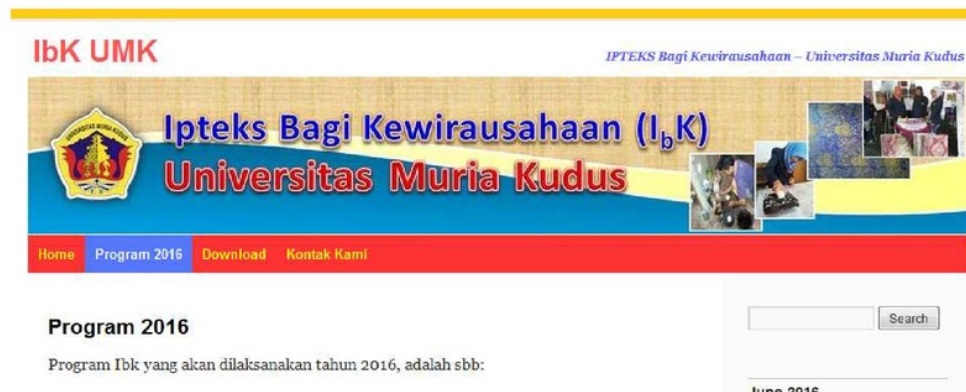 IbK UMK
IPTEKS Bagi Kewirausahaan – Universitas Muria Kudus
Ipteks Bagi Kewirausahaan (IbK)
Universitas Muria Kudus
Home Program 2016 Download Kontak Kami
Program 2016
Search
Program Ibk yang akan dilaksanakan tahun 2016, adalah sbb:
June 2016